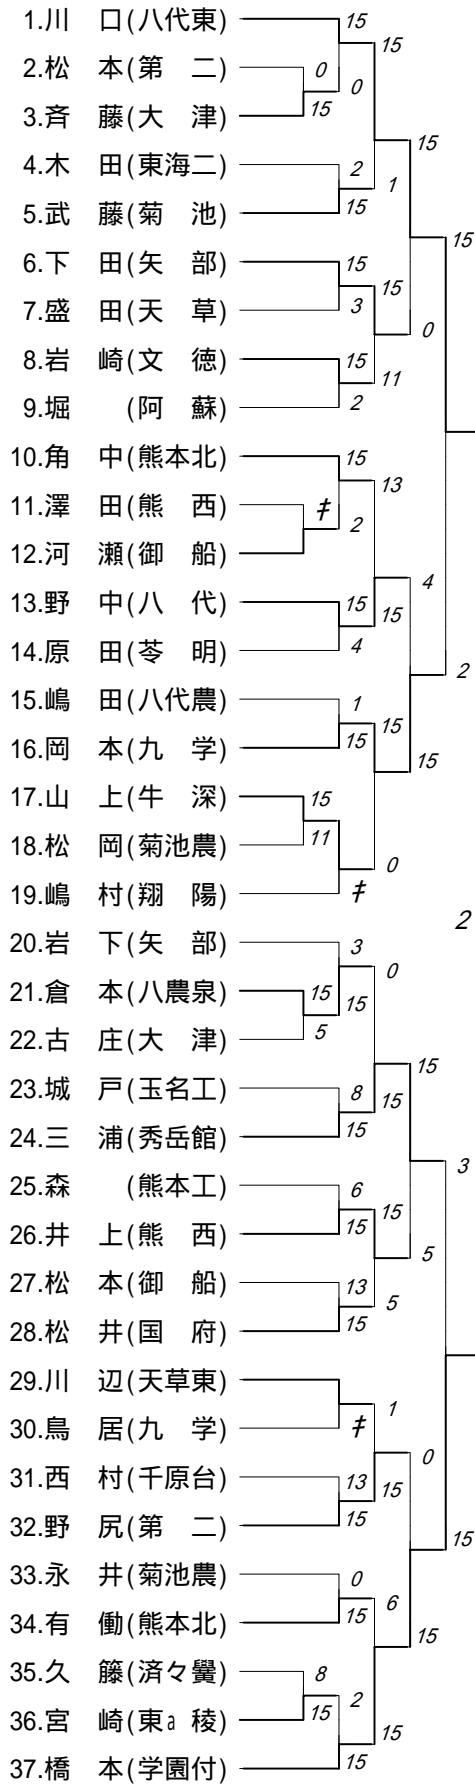 1.川　口(八代東)
15
15
2.松　本(第　二)
0
0
3.斉　藤(大　津)
15
15
4.木　田(東海二)
2
1
5.武　藤(菊　池)
15
15
6.下　田(矢　部)
15
15
7.盛　田(天　草)
3
0
8.岩　崎(文　徳)
15
11
9.堀　　(阿　蘇)
2
10.角　中(熊本北)
15
13
11.澤　田(熊　西)
キ
2
12.河　瀬(御　船)
4
13.野　中(八　代)
15
15
14.原　田(苓　明)
4
2
15.嶋　田(八代農)
1
15
16.岡　本(九　学)
15
15
17.山　上(牛　深)
15
18.松　岡(菊池農)
11
0
19.嶋　村(翔　陽)
キ
2
20.岩　下(矢　部)
3
0
21.倉　本(八農泉)
15
15
22.古　庄(大　津)
5
15
23.城　戸(玉名工)
8
15
24.三　浦(秀岳館)
15
3
25.森　　(熊本工)
6
15
26.井　上(熊　西)
15
5
27.松　本(御　船)
13
5
28.松　井(国　府)
15
29.川　辺(天草東)
1
30.鳥　居(九　学)
キ
0
31.西　村(千原台)
13
15
32.野　尻(第　二)
15
15
33.永　井(菊池農)
0
6
34.有　働(熊本北)
15
15
35.久　籐(済々黌)
8
2
36.宮　崎(東a稜)
15
15
37.橋　本(学園付)
15